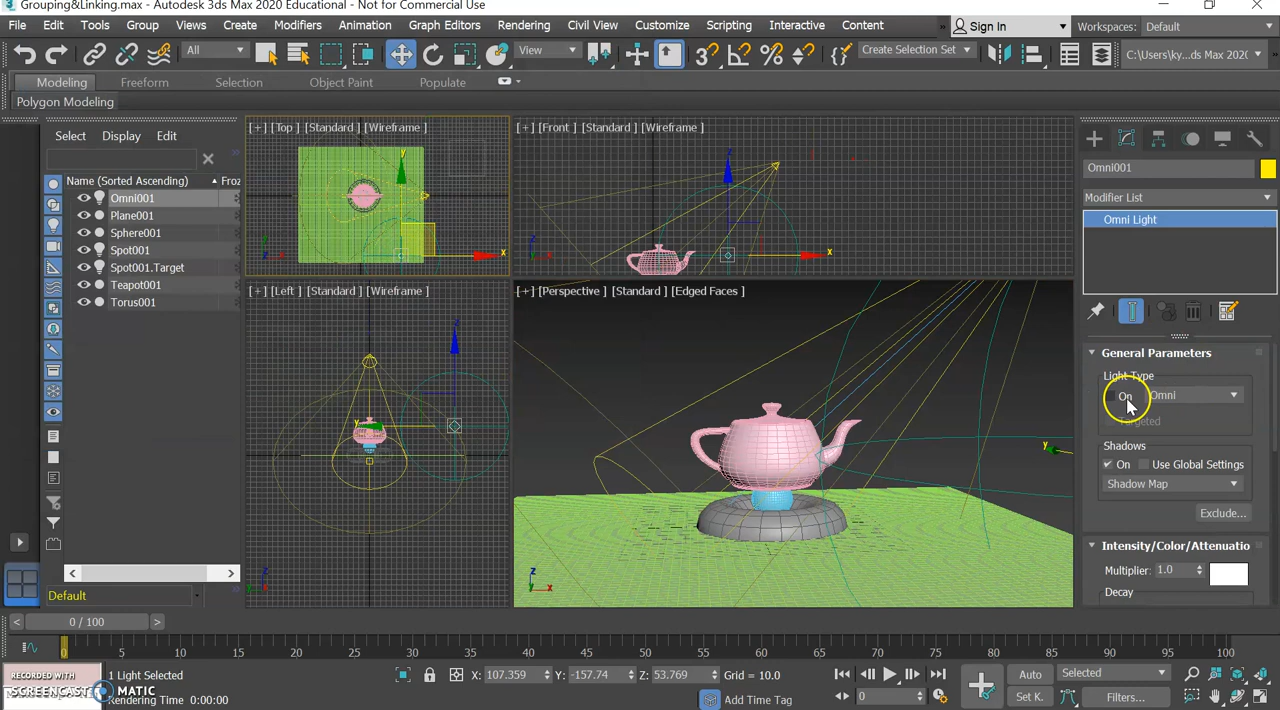 Grouping&Linking.max - Autodesk 3ds Max 2020 Educational - Not for Commercial Use
File Edit Tools Group Views Create Modifiers Animation Graph Editors Rendering Civil View Customize Scripting Interactive Content » Sign In Workspaces: Default
All View Create Selection Set C:\Users\ky...ds Max 2020
Modeling Freeform Selection Object Paint Populate
Polygon Modeling
Select Display Edit
Name (Sorted Ascending) Froz
Omni001
Plane001
Sphere001
Spot001
Spot001.Target
Teapot001
Torus001
Default
[+] [Top] [Standard] [Wireframe]
[+] [Front] [Standard] [Wireframe]
[+] [Left] [Standard] [Wireframe]
[+] [Perspective] [Standard] [Edged Faces]
Omni001
Modifier List
Omni Light
General Parameters
Light Type
On Omni
Targeted
Shadows
On Use Global Settings
Shadow Map
Exclude...
Intensity/Color/Attenuatio
Multiplier: 1.0
Decay
0 / 100
0 5 10 15 20 25 30 35 40 45 50 55 60 65 70 75 80 85 90 95 100
RECORDED WITH
SCREENCAST MATIC
1 Light Selected
Rendering Time 0:00:00
X: 107.359 Y: -157.74 Z: 53.769 Grid = 10.0
Add Time Tag
0
Auto Selected
Set K. Filters...